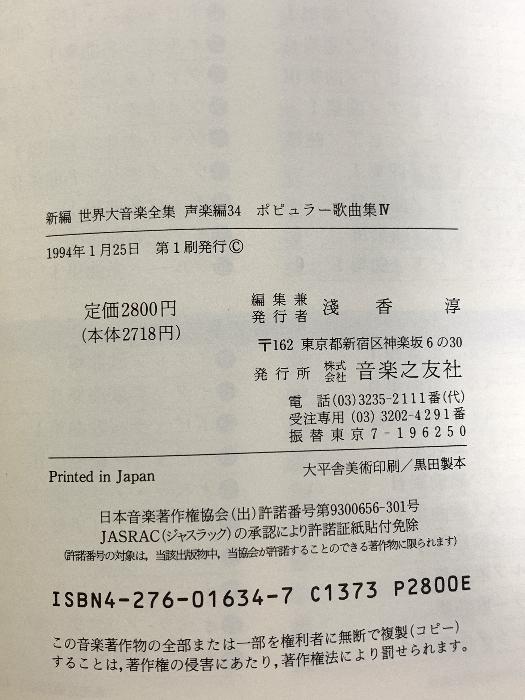 新編 世界大音楽全集 声楽編34 ポピュラー歌曲集Ⅳ
1994年1月25日 第1刷発行©
定価2800円
(本体2718円)
編集兼
発行者 淺香淳
〒162 東京都新宿区神楽坂6の30
発行所 株式会社 音楽之友社
電話(03)3235-2111番(代)
受注専用(03)3202-4291番
振替東京7-196250
Printed in Japan
大平舎美術印刷/黒田製本
日本音楽著作権協会(出)許諾番号第9300656-301号
JASRAC(ジャスラック)の承認により許諾証紙貼付免除
(許諾番号の対象は,当該出版物中,当協会が許諾することのできる著作物に限られます)
ISBN4-276-01634-7 C1373 P2800E
この音楽著作物の全部または一部を権利者に無断で複製(コピー)
することは,著作権の侵害にあたり,著作権法により罰せられます。